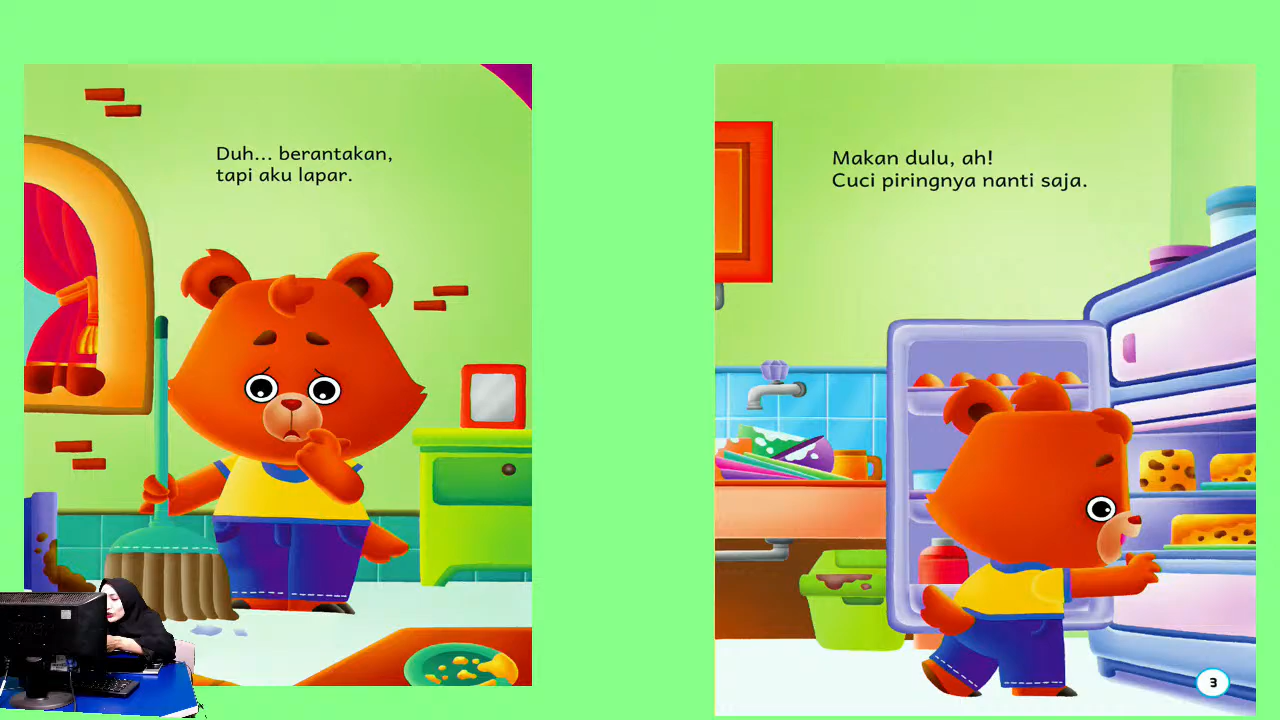 Duh... berantakan,
tapi aku lapar.
Makan dulu, ah!
Cuci piringnya nanti saja.
3